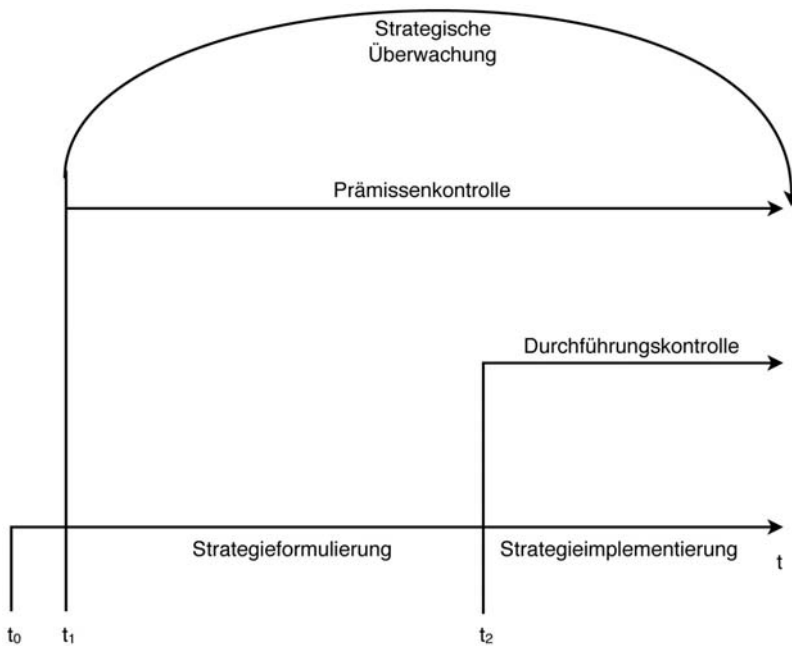 Strategische
Überwachung
Prämissenkontrolle
Durchführungskontrolle
Strategieformulierung
Strategieimplementierung
t
t₀
t₁
t₂